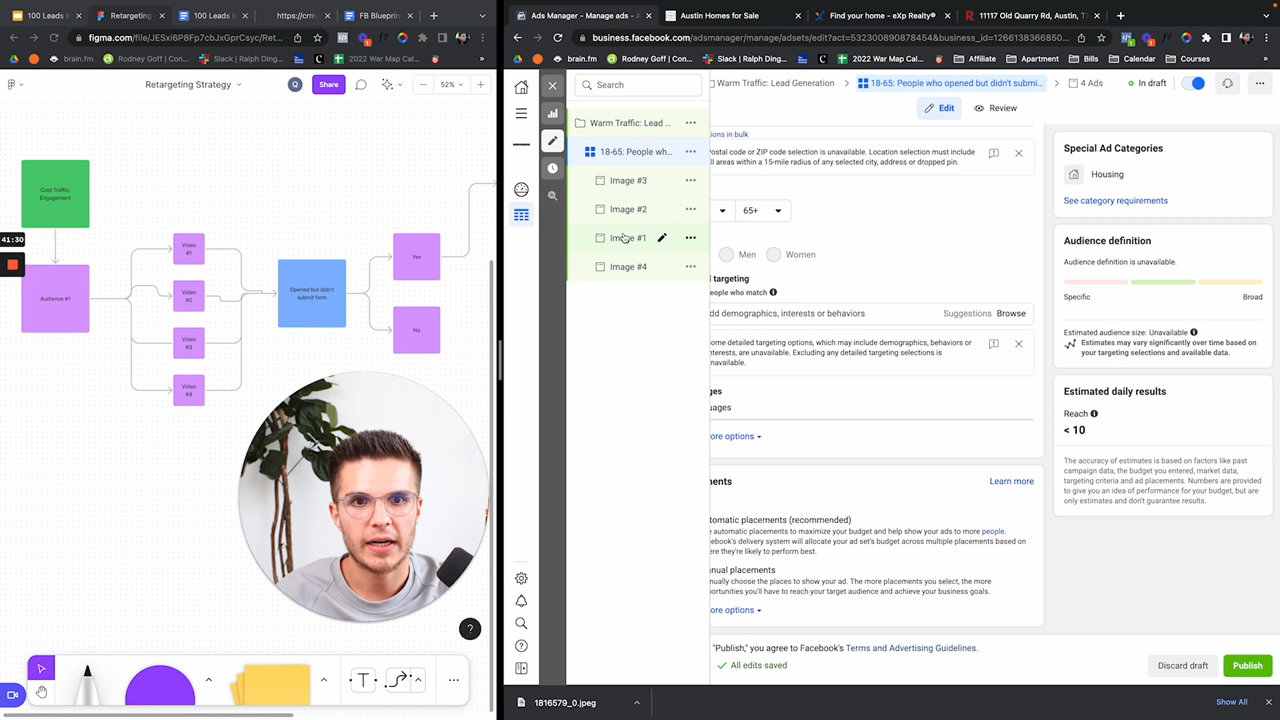 100 Leads I
Retargeting
100 Leads I
https://crm
FB Blueprint
figma.com/file/JESxi6P8Fp7cbJxGprCsyc/Ret...
brain.fm
Rodney Goff | Con...
Slack | Ralph Ding...
2022 War Map Cal...
Retargeting Strategy
Q
Share
52%
Cold Traffic:
Engagement
41:30
Audience #1
Video
#1
Video
#2
Video
#3
Video
#4
Opened but didn't
submit form
Yes
No
?
T
Ads Manager - Manage ads -
Austin Homes for Sale
Find your home - eXp Realty®
11117 Old Quarry Rd, Austin, T
business.facebook.com/adsmanager/manage/adsets/edit?act=532300890878454&business_id=1266138360850...
brain.fm
Rodney Goff | Con...
Slack | Ralph Ding...
2022 War Map Cal...
Affiliate
Apartment
Bills
Calendar
Courses
Search
Warm Traffic: Lead ...
18-65: People wh...
Image #3
Image #2
Image #1
Image #4
Warm Traffic: Lead Generation
18-65: People who opened but didn't submi...
4 Ads
In draft
Edit
Review
ions in bulk
Postal code or ZIP code selection is unavailable. Location selection must include
all areas within a 15-mile radius of any selected city, address or dropped pin.
65+
Men
Women
d targeting
people who match
dd demographics, interests or behaviors
Suggestions
Browse
ome detailed targeting options, which may include demographics, behaviors or
nterests, are unavailable. Excluding any detailed targeting selections is
navailable.
ges
uages
ore options
ments
Learn more
tomatic placements (recommended)
e automatic placements to maximize your budget and help show your ads to more people.
cebook's delivery system will allocate your ad set's budget across multiple placements based on
ere they're likely to perform best.
nual placements
nually choose the places to show your ad. The more placements you select, the more
portunities you'll have to reach your target audience and achieve your business goals.
ore options
"Publish," you agree to Facebook's Terms and Advertising Guidelines.
All edits saved
Discard draft
Publish
Special Ad Categories
Housing
See category requirements
Audience definition
Audience definition is unavailable.
Specific
Broad
Estimated audience size: Unavailable
Estimates may vary significantly over time based on
your targeting selections and available data.
Estimated daily results
Reach
< 10
The accuracy of estimates is based on factors like past
campaign data, the budget you entered, market data,
targeting criteria and ad placements. Numbers are provided
to give you an idea of performance for your budget, but are
only estimates and don't guarantee results.
1816579_0.jpeg
Show All